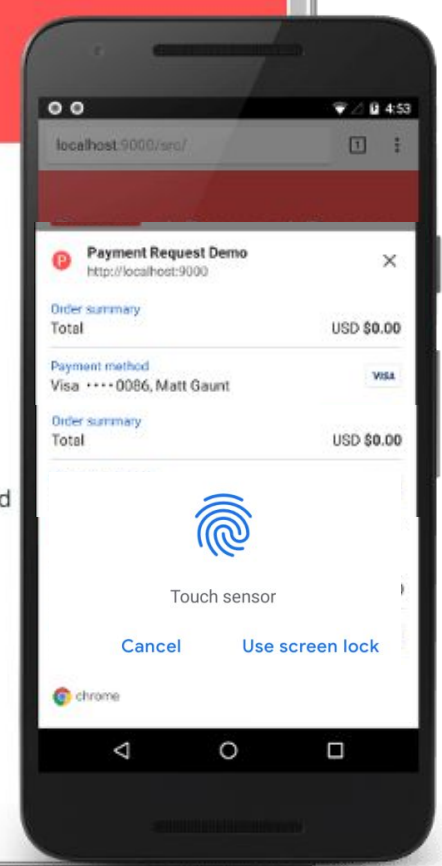 4:53
localhost:9000/src/
1
P Payment Request Demo
http://localhost:9000
Order summary
Total USD $0.00
Payment method
Visa ····0086, Matt Gaunt VISA
Order summary
Total USD $0.00
d
Touch sensor
Cancel Use screen lock
chrome